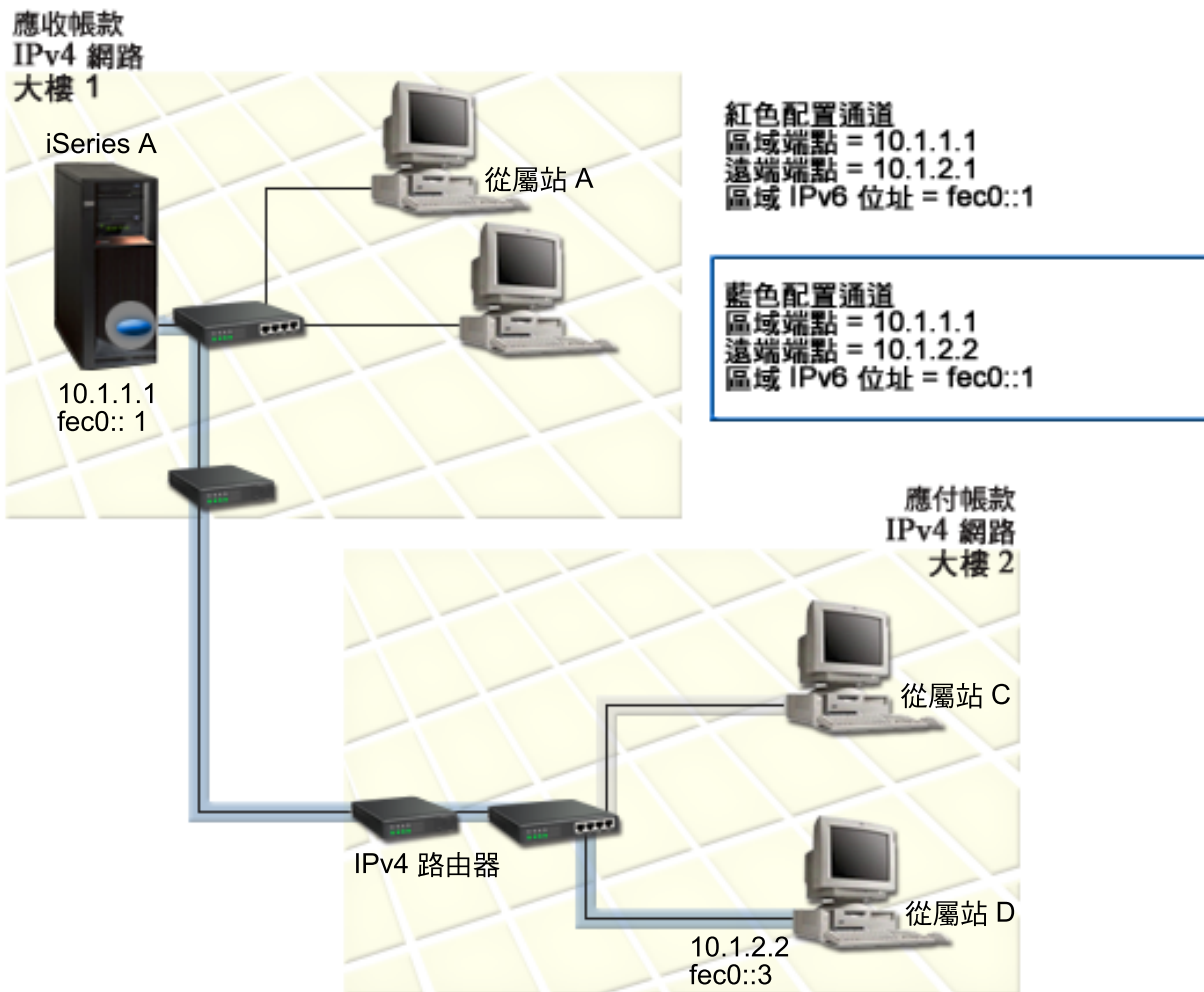 應收帳款
IPv4 網路
大樓 1
iSeries A
從屬站 A
10.1.1.1
fec0:: 1
紅色配置通道
區域端點 = 10.1.1.1
遠端端點 = 10.1.2.1
區域 IPv6 位址 = fec0::1
藍色配置通道
區域端點 = 10.1.1.1
遠端端點 = 10.1.2.2
區域 IPv6 位址 = fec0::1
應付帳款
IPv4 網路
大樓 2
從屬站 C
IPv4 路由器
從屬站 D
10.1.2.2
fec0::3